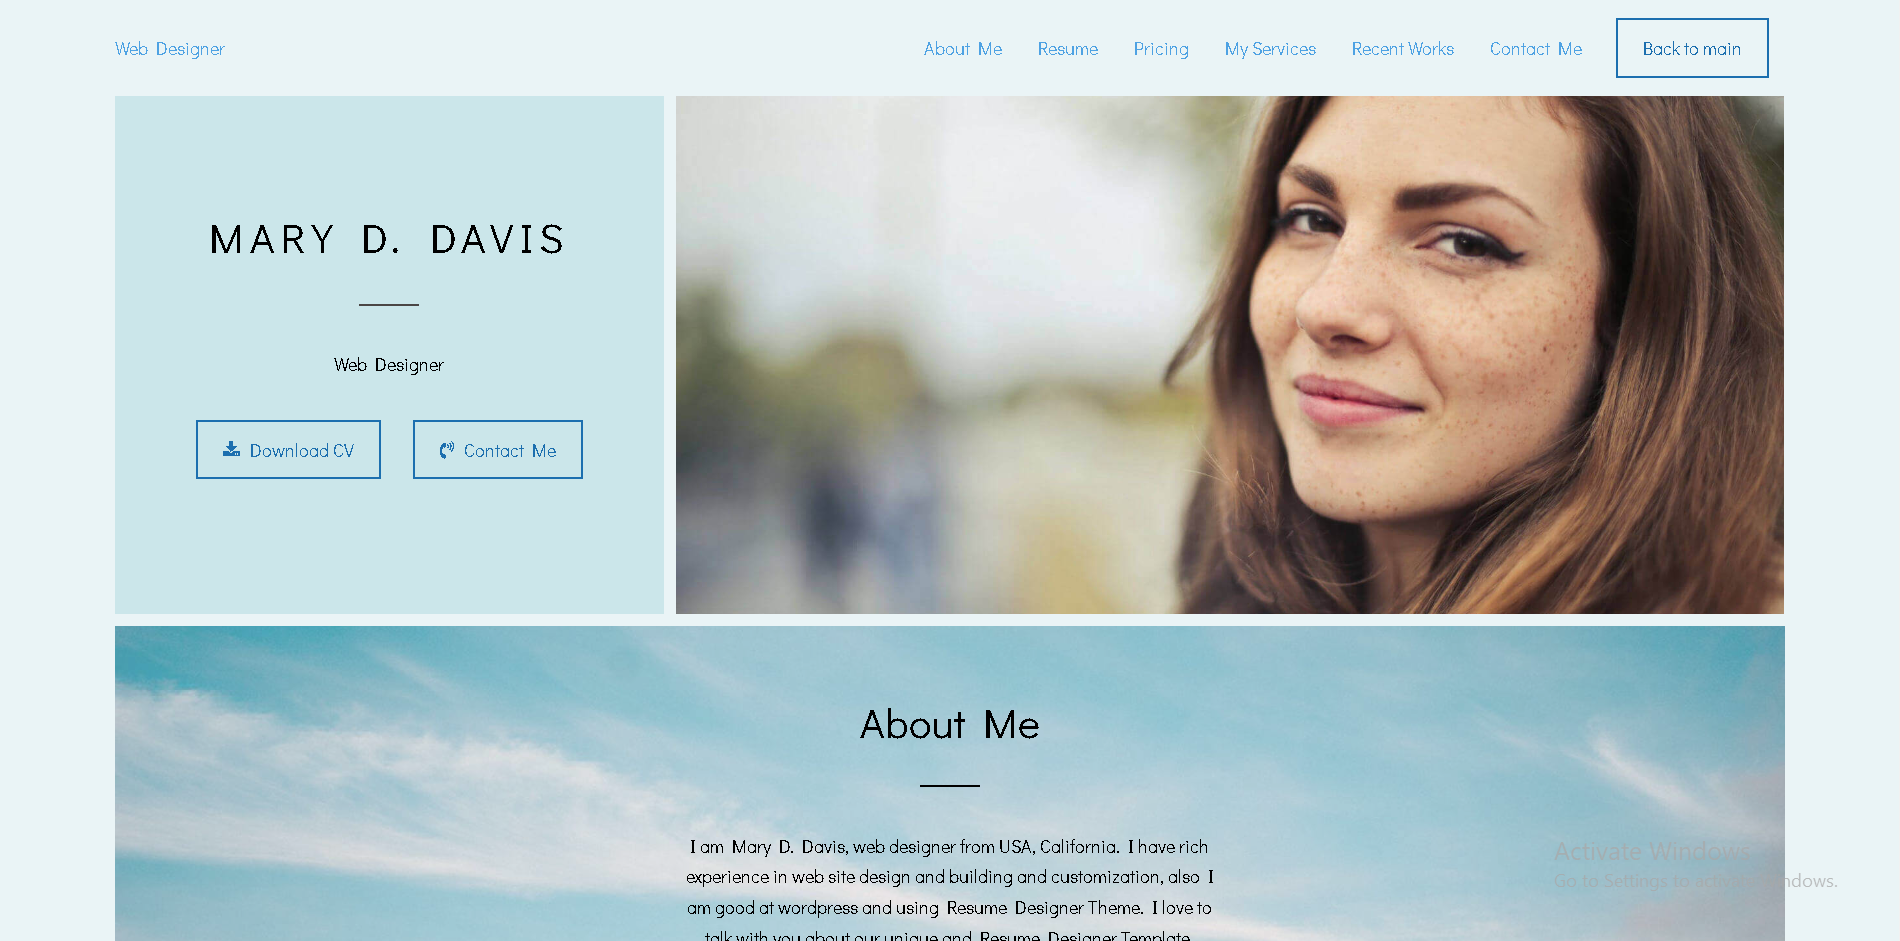 Web Designer
About Me
Resume
Pricing
My Services
Recent Works
Contact Me
Back to main
MARY D. DAVIS
Web Designer
Download CV
Contact Me
About Me
I am Mary D. Davis, web designer from USA, California. I have rich
experience in web site design and building and customization, also I
am good at wordpress and using Resume Designer Theme. I love to
talk with you about our unique and Resume Designer Template
Activate Windows
Go to Settings to activate Windows.